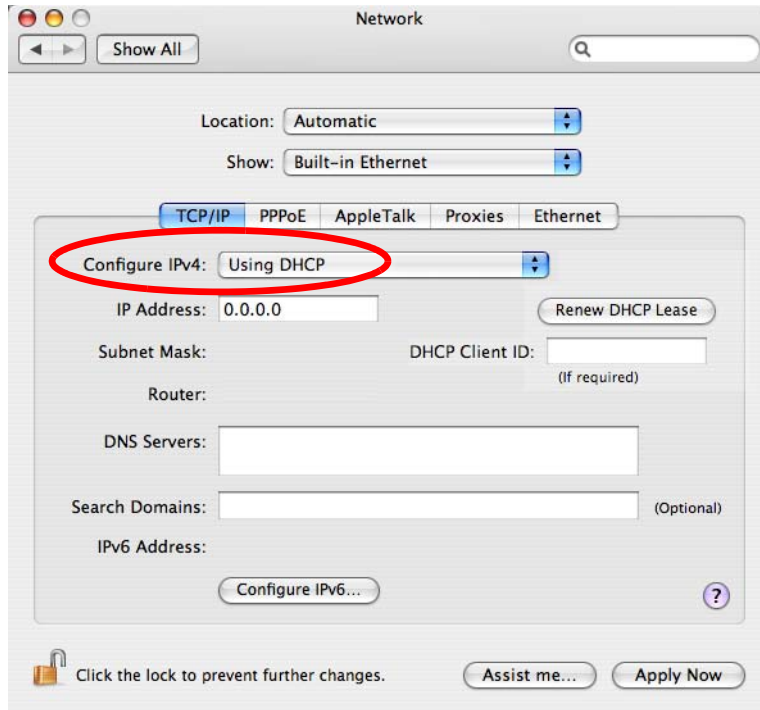 Network
Show All
Location: Automatic
Show: Built-in Ethernet
TCP/IP PPPoE AppleTalk Proxies Ethernet
Configure IPv4: Using DHCP
IP Address: 0.0.0.0 Renew DHCP Lease
Subnet Mask: DHCP Client ID:
(If required)
Router:
DNS Servers:
Search Domains: (Optional)
IPv6 Address:
Configure IPv6...
?
Click the lock to prevent further changes. Assist me... Apply Now